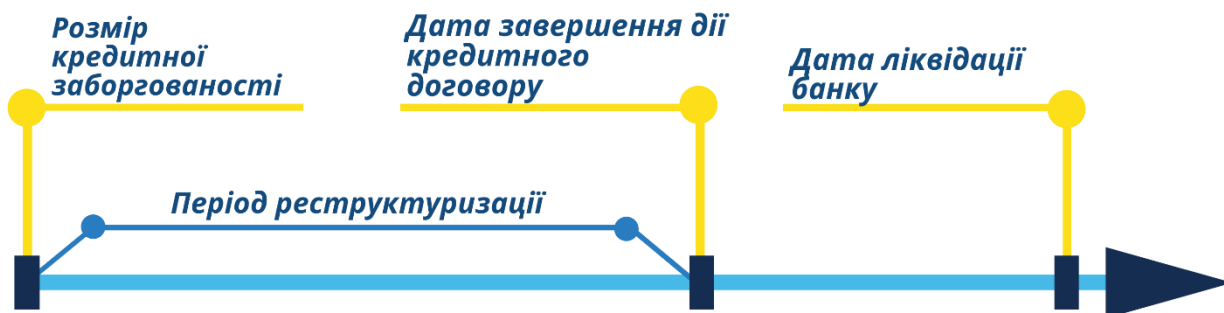 Розмір
кредитної
заборгованості
Дата завершення дії
кредитного
договору
Дата ліквідації
банку
Період реструктуризації